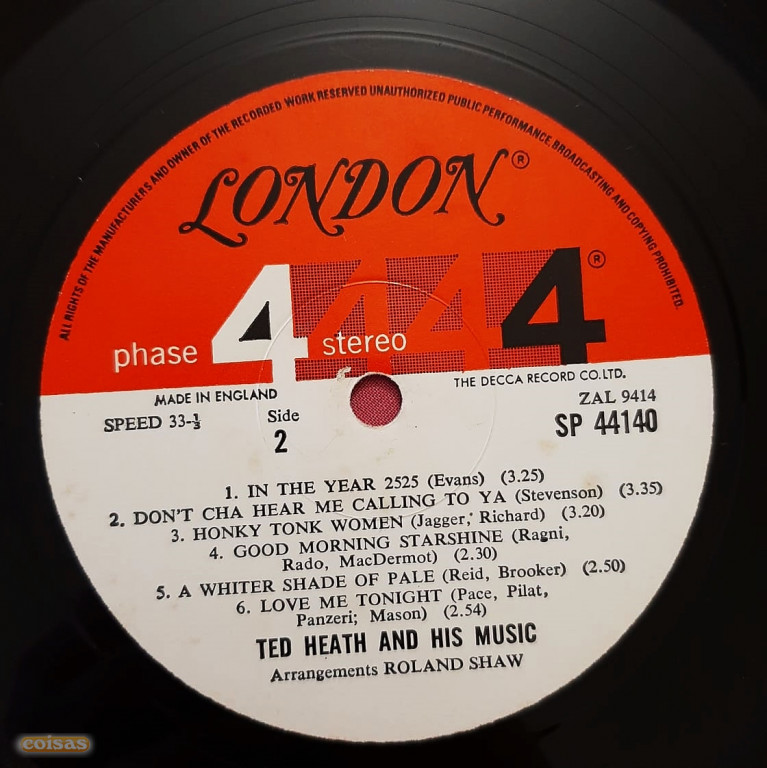 ALL RIGHTS OF THE MANUFACTURERS AND OWNER OF THE RECORDED WORK RESERVED UNAUTHORIZED PUBLIC PERFORMANCE, BROADCASTING AND COPYING PROHIBITED.
LONDON®
phase 4 stereo 4 4 4®
MADE IN ENGLAND
THE DECCA RECORD CO. LTD.
SPEED 33-⅓
Side
2
ZAL 9414
SP 44140
1. IN THE YEAR 2525 (Evans) (3.25)
2. DON'T CHA HEAR ME CALLING TO YA (Stevenson) (3.35)
3. HONKY TONK WOMEN (Jagger; Richard) (3.20)
4. GOOD MORNING STARSHINE (Ragni,
Rado, MacDermot) (2.30)
5. A WHITER SHADE OF PALE (Reid, Brooker) (2.50)
6. LOVE ME TONIGHT (Pace, Pilat,
Panzeri; Mason) (2.54)
TED HEATH AND HIS MUSIC
Arrangements ROLAND SHAW
coisas